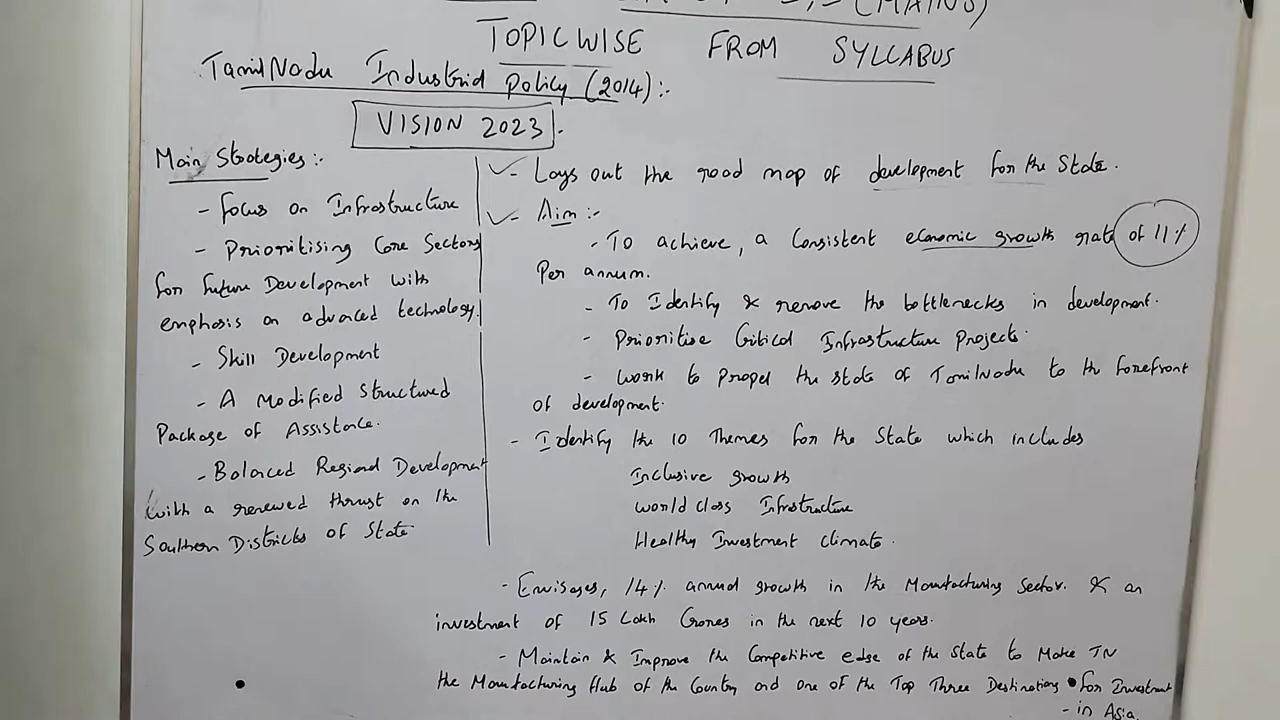 (MAINS)
TOPICWISE FROM SYLLABUS
TamilNadu Industrial Policy (2014):-
VISION 2023.
Main Strategies:-
- Focus on Infrastructure
- Prioritising Core Sectors
for future Development with
emphasis on advanced technology.
- Skill Development
- A Modified Structured
Package of Assistance.
- Balanced Regional Development
with a renewed thrust on the
Southern Districts of State
- Lays out the road map of development for the State.
- Aim:-
- To achieve, a Consistent economic growth rate of 11%
Per annum.
- To Identify & remove the bottlenecks in development.
- Prioritise Critical Infrastructure Projects.
- Work to Propel the state of TamilNadu to the forefront
of development.
- Identify the 10 Themes for the State which includes
Inclusive growth
World class Infrastructure
Healthy Investment climate.
- Envisages, 14% annual growth in the Manufacturing Sector. & an
investment of 15 Lakh Crores in the next 10 years.
- Maintain & Improve the Competitive edge of the State to Make TN
the Manufacturing Hub of the Country and one of the Top Three Destinations for Investment
- in Asia.